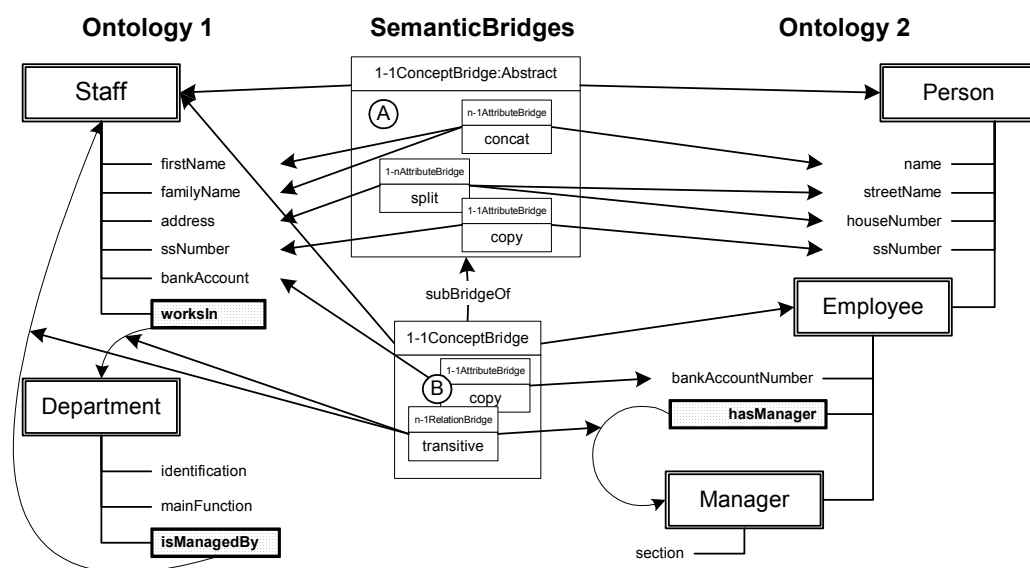 Ontology 1
SemanticBridges
Ontology 2
Staff
firstName
familyName
address
ssNumber
bankAccount
worksIn
Department
identification
mainFunction
isManagedBy
1-1ConceptBridge:Abstract
A
n-1AttributeBridge
concat
1-nAttributeBridge
split
1-1AttributeBridge
copy
subBridgeOf
1-1ConceptBridge
B
1-1AttributeBridge
copy
n-1RelationBridge
transitive
Person
name
streetName
houseNumber
ssNumber
Employee
bankAccountNumber
hasManager
Manager
section